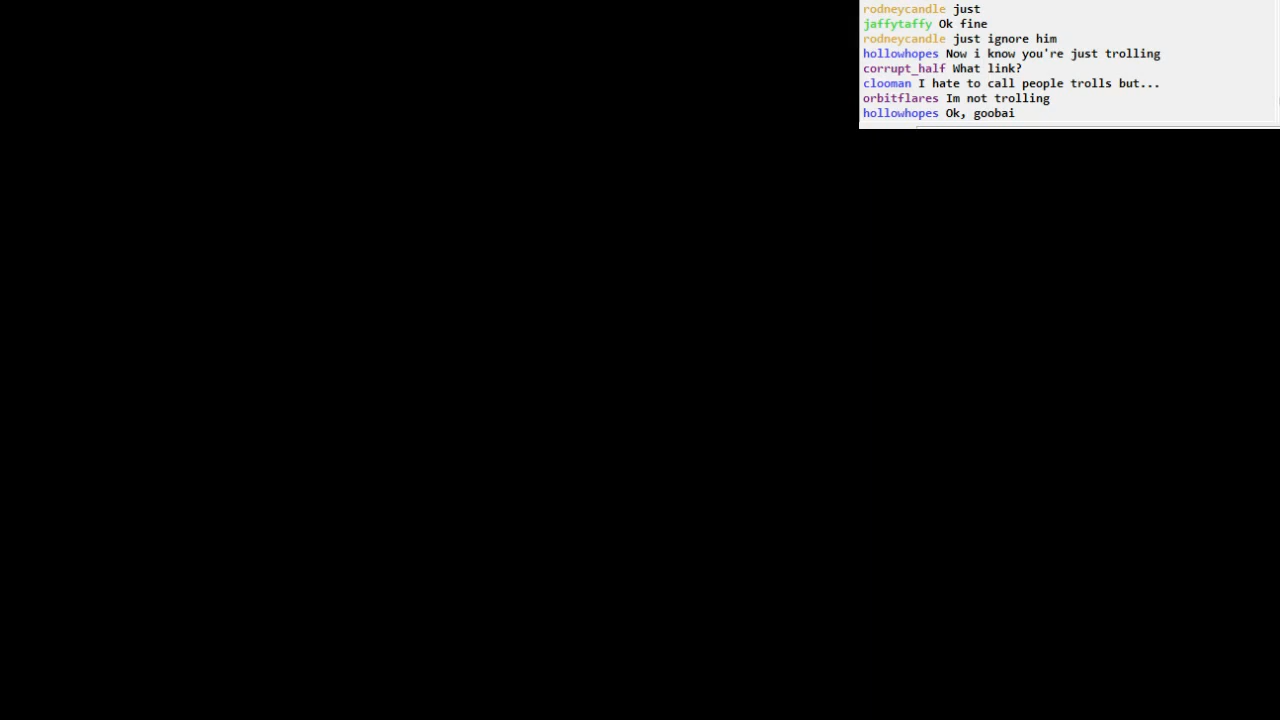 rodneycandle just
jaffytaffy Ok fine
rodneycandle just ignore him
hollowhopes Now i know you're just trolling
corrupt_half What link?
clooman I hate to call people trolls but...
orbitflares Im not trolling
hollowhopes Ok, goobai